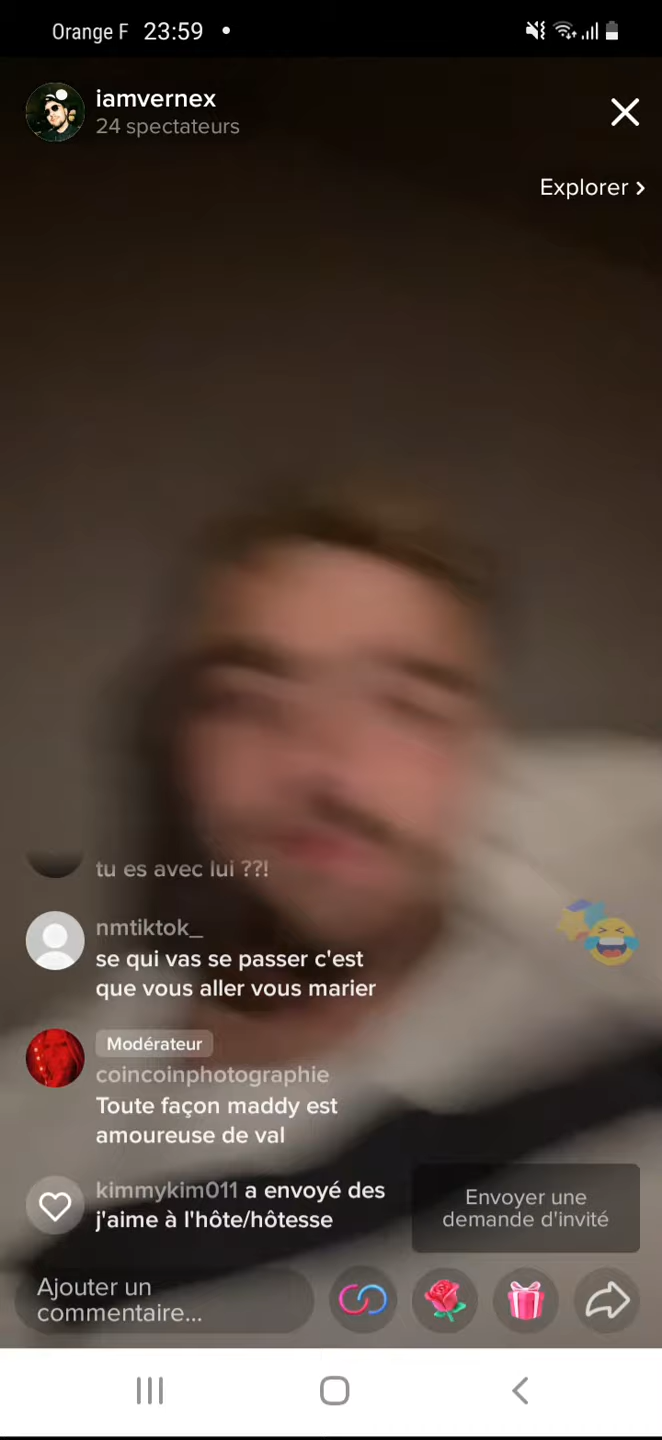 Orange F 23:59
iamvernex
24 spectateurs
Explorer
tu es avec lui ??!
nmtiktok_
se qui vas se passer c'est
que vous aller vous marier
Modérateur
coincoinphotographie
Toute façon maddy est
amoureuse de val
kimmykim011 a envoyé des
j'aime à l'hôte/hôtesse
Envoyer une
demande d'invité
Ajouter un
commentaire...